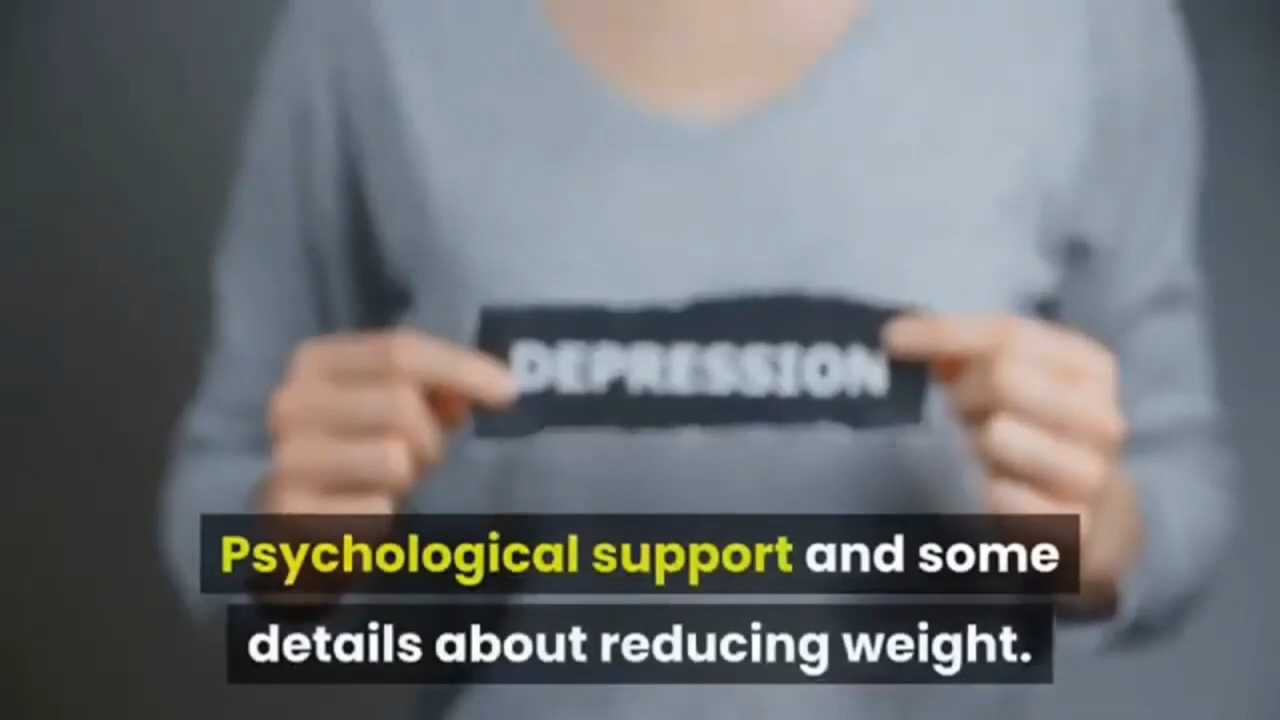 DEPRESSION
Psychological support and some
details about reducing weight.